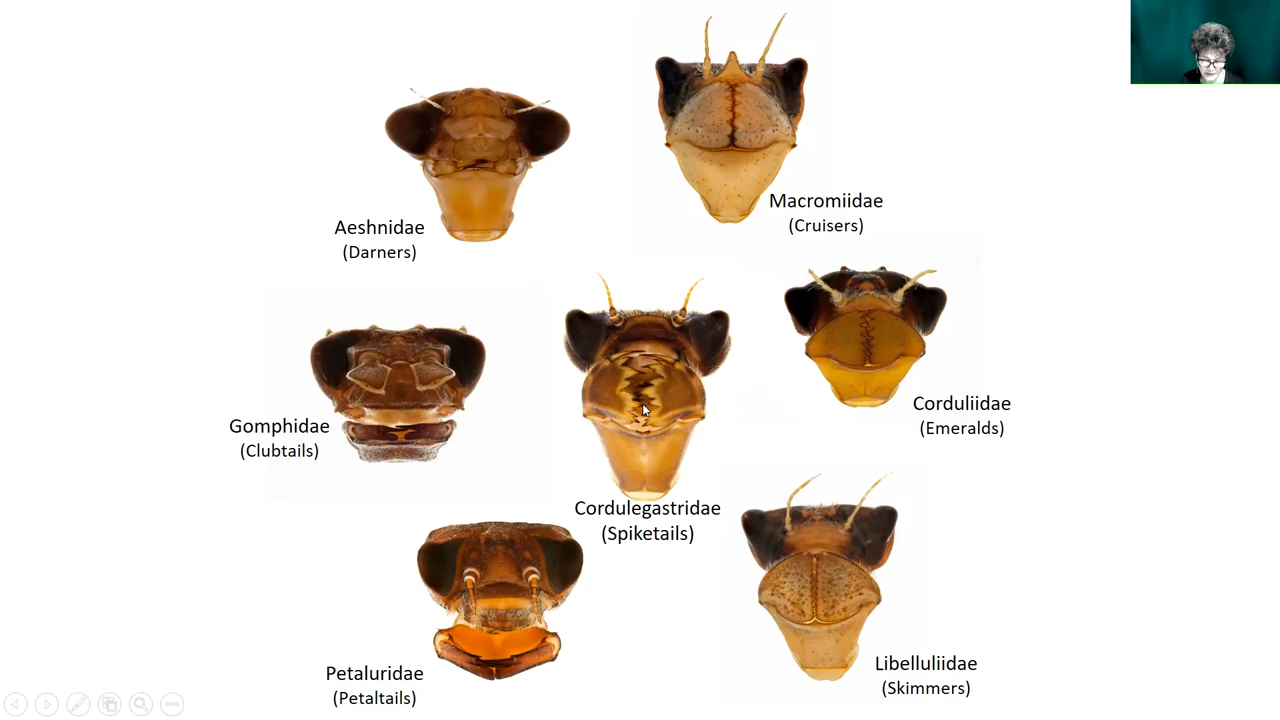 Macromiidae
(Cruisers)
Aeshnidae
(Darners)
Corduliidae
(Emeralds)
Gomphidae
(Clubtails)
Cordulegastridae
(Spiketails)
Libelluliidae
(Skimmers)
Petaluridae
(Petaltails)